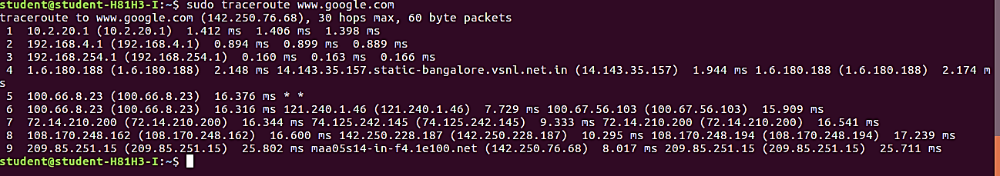 student@student-H81H3-I:~$ sudo traceroute www.google.com
traceroute to www.google.com (142.250.76.68), 30 hops max, 60 byte packets
 1  10.2.20.1 (10.2.20.1)  1.412 ms  1.406 ms  1.398 ms
 2  192.168.4.1 (192.168.4.1)  0.894 ms  0.899 ms  0.889 ms
 3  192.168.254.1 (192.168.254.1)  0.160 ms  0.163 ms  0.166 ms
 4  1.6.180.188 (1.6.180.188)  2.148 ms 14.143.35.157.static-bangalore.vsnl.net.in (14.143.35.157)  1.944 ms 1.6.180.188 (1.6.180.188)  2.174 m
s
 5  100.66.8.23 (100.66.8.23)  16.376 ms * *
 6  100.66.8.23 (100.66.8.23)  16.316 ms 121.240.1.46 (121.240.1.46)  7.729 ms 100.67.56.103 (100.67.56.103)  15.909 ms
 7  72.14.210.200 (72.14.210.200)  16.344 ms 74.125.242.145 (74.125.242.145)  9.333 ms 72.14.210.200 (72.14.210.200)  16.541 ms
 8  108.170.248.162 (108.170.248.162)  16.600 ms 142.250.228.187 (142.250.228.187)  10.295 ms 108.170.248.194 (108.170.248.194)  17.239 ms
 9  209.85.251.15 (209.85.251.15)  25.802 ms maa05s14-in-f4.1e100.net (142.250.76.68)  8.017 ms 209.85.251.15 (209.85.251.15)  25.711 ms
student@student-H81H3-I:~$